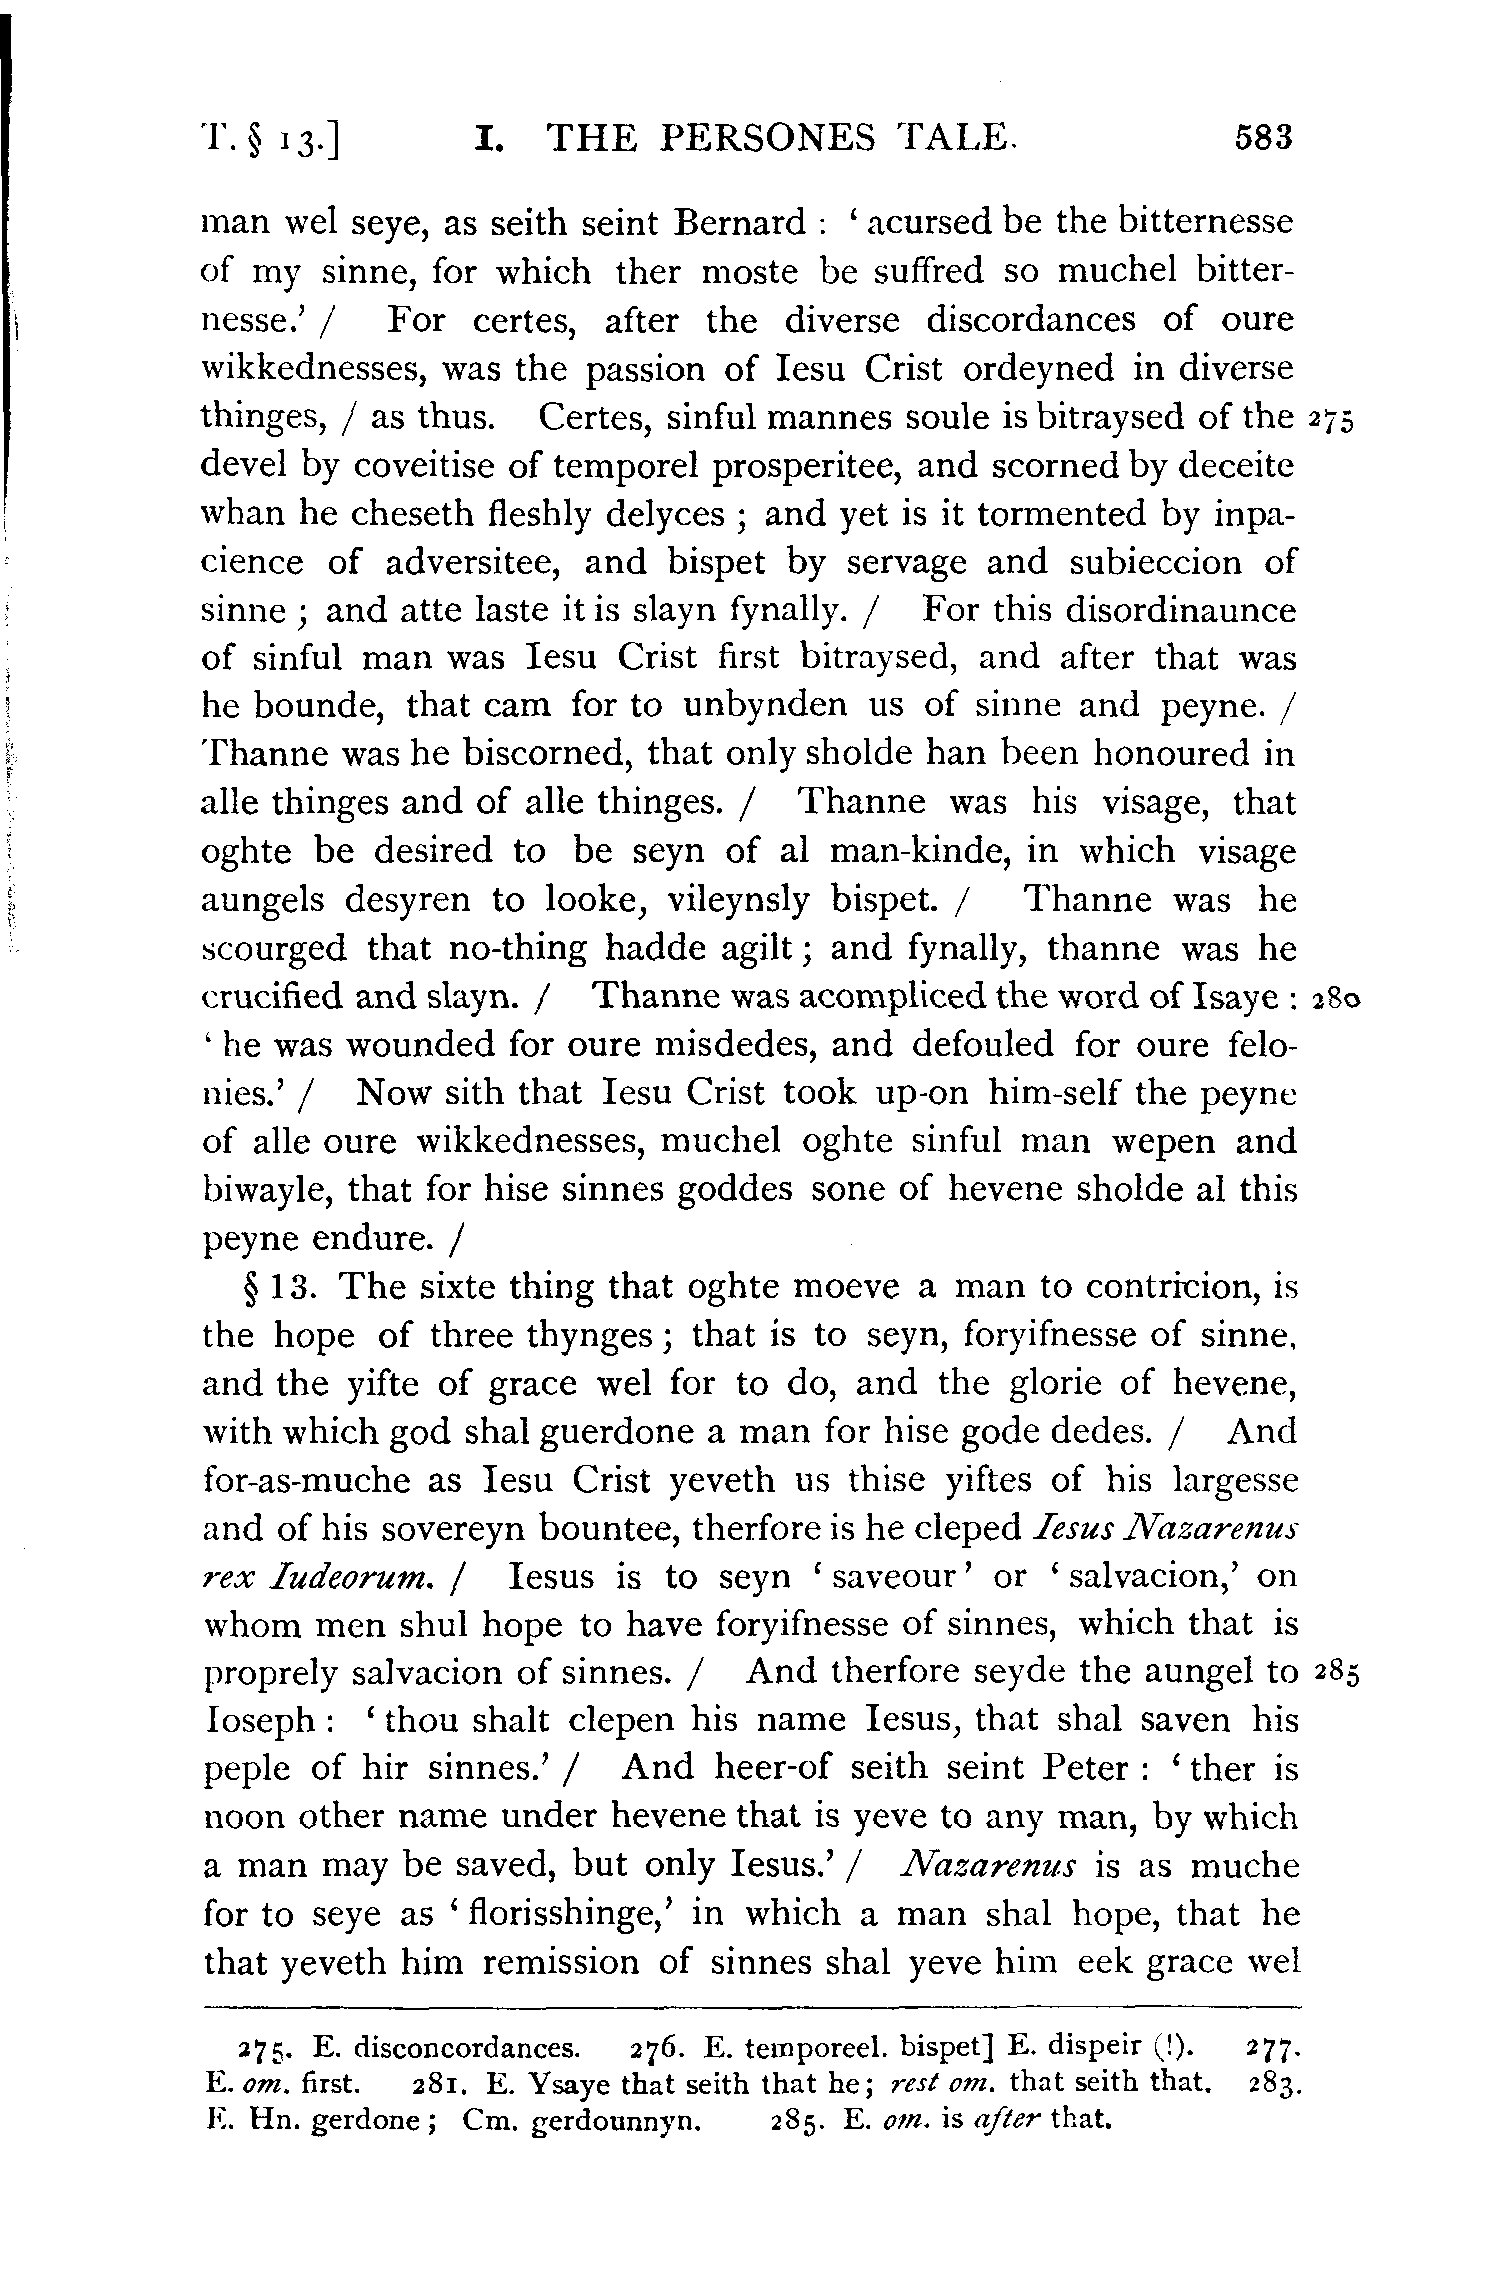 T. § 13.] I. THE PERSONES TALE. 583
man wel seye, as seith seint Bernard : ‘ acursed be the bitternesse
of my sinne, for which ther moste be suffred so muchel bitter-
nesse.’ / For certes, after the diverse discordances of oure
wikkednesses, was the passion of Iesu Crist ordeyned in diverse
thinges, / as thus. Certes, sinful mannes soule is bitraysed of the 275
devel by coveitise of temporel prosperitee, and scorned by deceite
whan he cheseth fleshly delyces ; and yet is it tormented by inpa-
cience of adversitee, and bispet by servage and subieccion of
sinne ; and atte laste it is slayn fynally. / For this disordinaunce
of sinful man was Iesu Crist first bitraysed, and after that was
he bounde, that cam for to unbynden us of sinne and peyne. /
Thanne was he biscorned, that only sholde han been honoured in
alle thinges and of alle thinges. / Thanne was his visage, that
oghte be desired to be seyn of al man-kinde, in which visage
aungels desyren to looke, vileynsly bispet. / Thanne was he
scourged that no-thing hadde agilt ; and fynally, thanne was he
crucified and slayn. / Thanne was acompliced the word of Isaye : 280
‘ he was wounded for oure misdedes, and defouled for oure felo-
nies.’ / Now sith that Iesu Crist took up-on him-self the peyne
of alle oure wikkednesses, muchel oghte sinful man wepen and
biwayle, that for hise sinnes goddes sone of hevene sholde al this
peyne endure. /
§ 13. The sixte thing that oghte moeve a man to contricion, is
the hope of three thynges ; that is to seyn, foryifnesse of sinne,
and the yifte of grace wel for to do, and the glorie of hevene,
with which god shal guerdone a man for hise gode dedes. / And
for-as-muche as Iesu Crist yeveth us thise yiftes of his largesse
and of his sovereyn bountee, therfore is he cleped Iesus Nazarenus
rex Iudeorum. / Iesus is to seyn ‘ saveour ’ or ‘ salvacion,’ on
whom men shul hope to have foryifnesse of sinnes, which that is
proprely salvacion of sinnes. / And therfore seyde the aungel to 285
Ioseph : ‘ thou shalt clepen his name Iesus, that shal saven his
peple of hir sinnes.’ / And heer-of seith seint Peter : ‘ ther is
noon other name under hevene that is yeve to any man, by which
a man may be saved, but only Iesus.’ / Nazarenus is as muche
for to seye as ‘ florisshinge,’ in which a man shal hope, that he
that yeveth him remission of sinnes shal yeve him eek grace wel
275. E. disconcordances. 276. E. temporeel. bispet] E. dispeir (!). 277.
E. om. first. 281. E. Ysaye that seith that he; rest om. that seith that. 283.
E. Hn. gerdone ; Cm. gerdounnyn. 285. E. om. is after that.